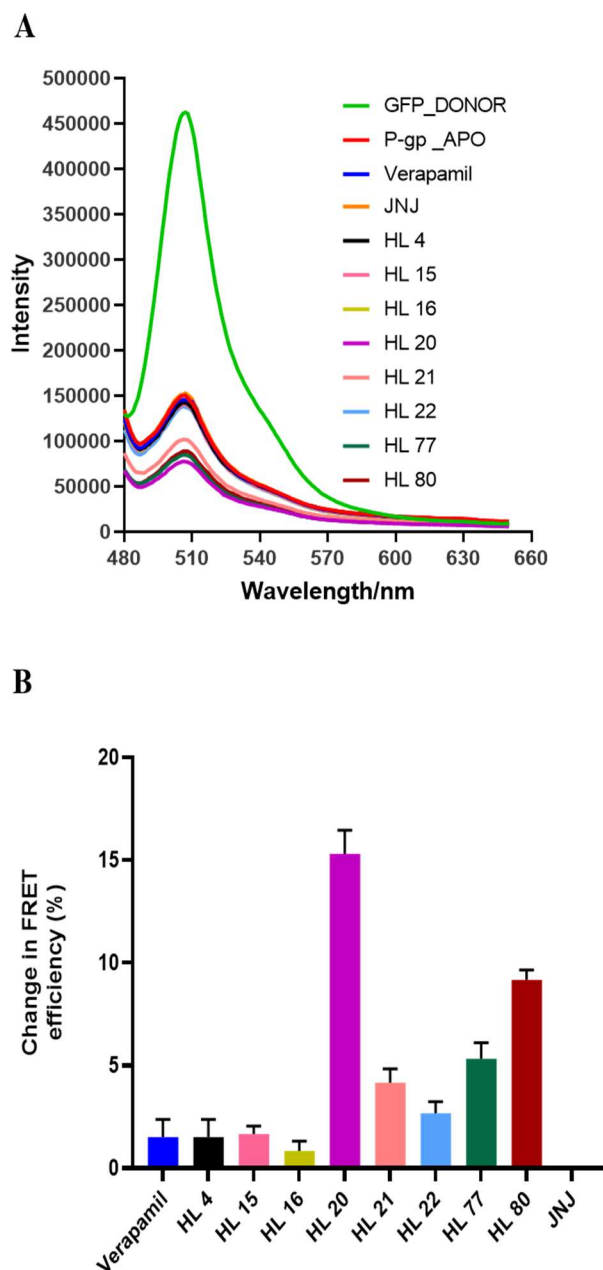 A
500000
450000
400000
350000
300000
250000
200000
150000
100000
50000
0
Intensity
480 510 540 570 600 630 660
Wavelength/nm
GFP_DONOR
P-gp _APO
Verapamil
JNJ
HL 4
HL 15
HL 16
HL 20
HL 21
HL 22
HL 77
HL 80
B
20
15
10
5
0
Change in FRET
efficiency (%)
Verapamil HL 4 HL 15 HL 16 HL 20 HL 21 HL 22 HL 77 HL 80 JNJ